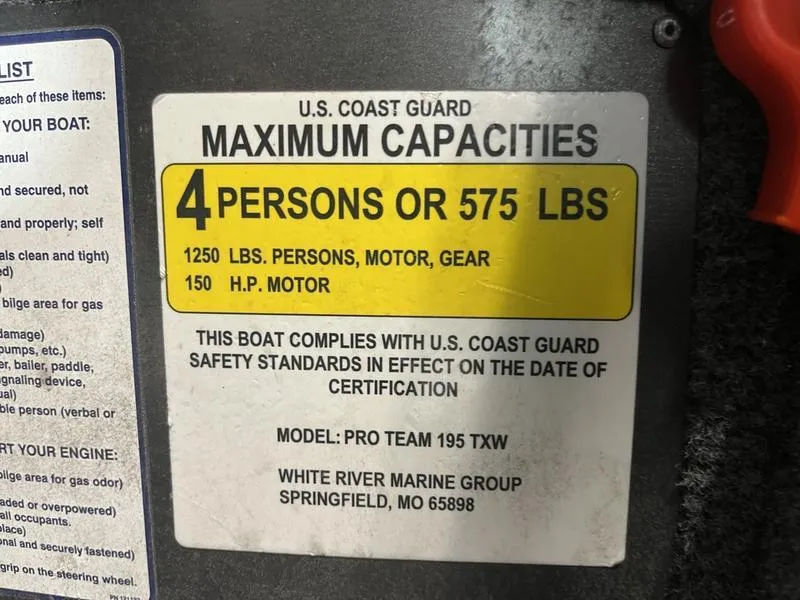 LIST
each of these items:
YOUR BOAT:
anual
nd secured, not
and properly; self
als clean and tight)
ed)
)
bilge area for gas
damage)
pumps, etc.)
er, bailer, paddle;
gnaling device,
ual)
ble person (verbal or
RT YOUR ENGINE:
bilge area for gas odor)
aded or overpowered)
all occupants.
place)
onal and securely fastened)
grip on the steering wheel.
U.S. COAST GUARD
MAXIMUM CAPACITIES
4 PERSONS OR 575 LBS
1250 LBS. PERSONS, MOTOR, GEAR
150 H.P. MOTOR
THIS BOAT COMPLIES WITH U.S. COAST GUARD
SAFETY STANDARDS IN EFFECT ON THE DATE OF
CERTIFICATION
MODEL: PRO TEAM 195 TXW
WHITE RIVER MARINE GROUP
SPRINGFIELD, MO 65898